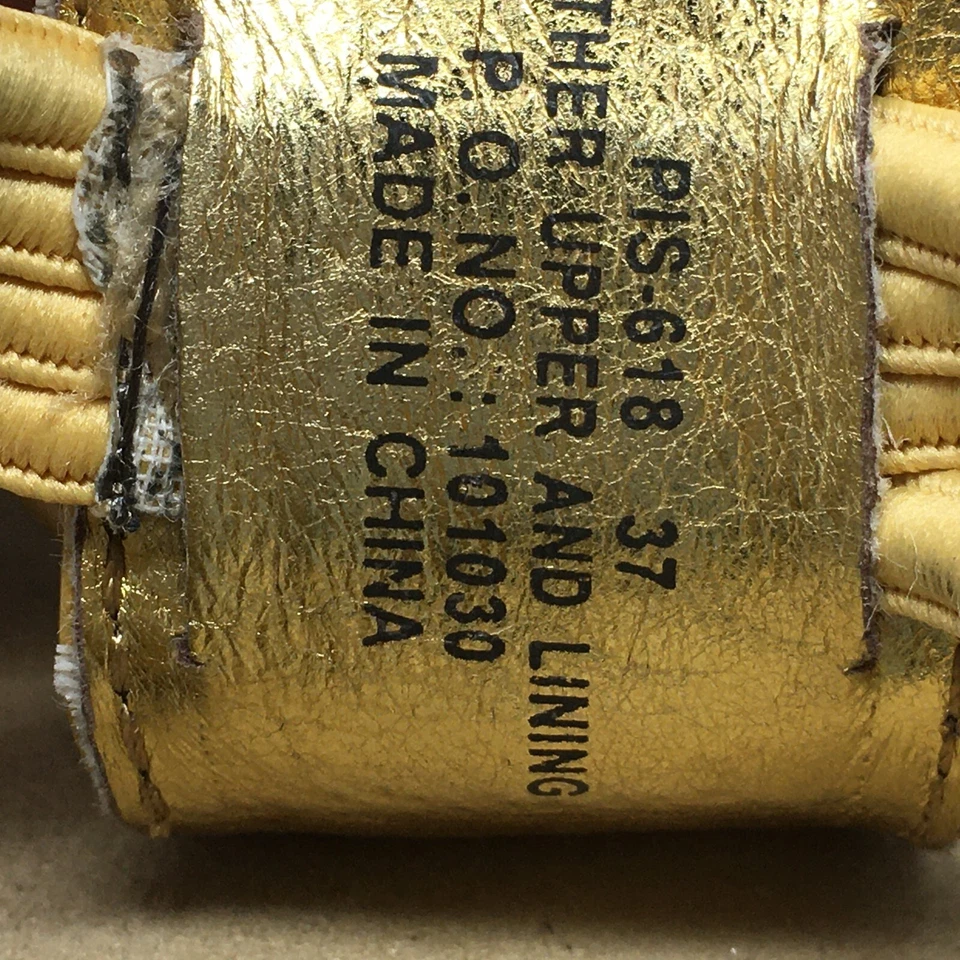 PIS-618 37
THER UPPER AND LINING
P.O.NO.:101030
MADE IN CHINA